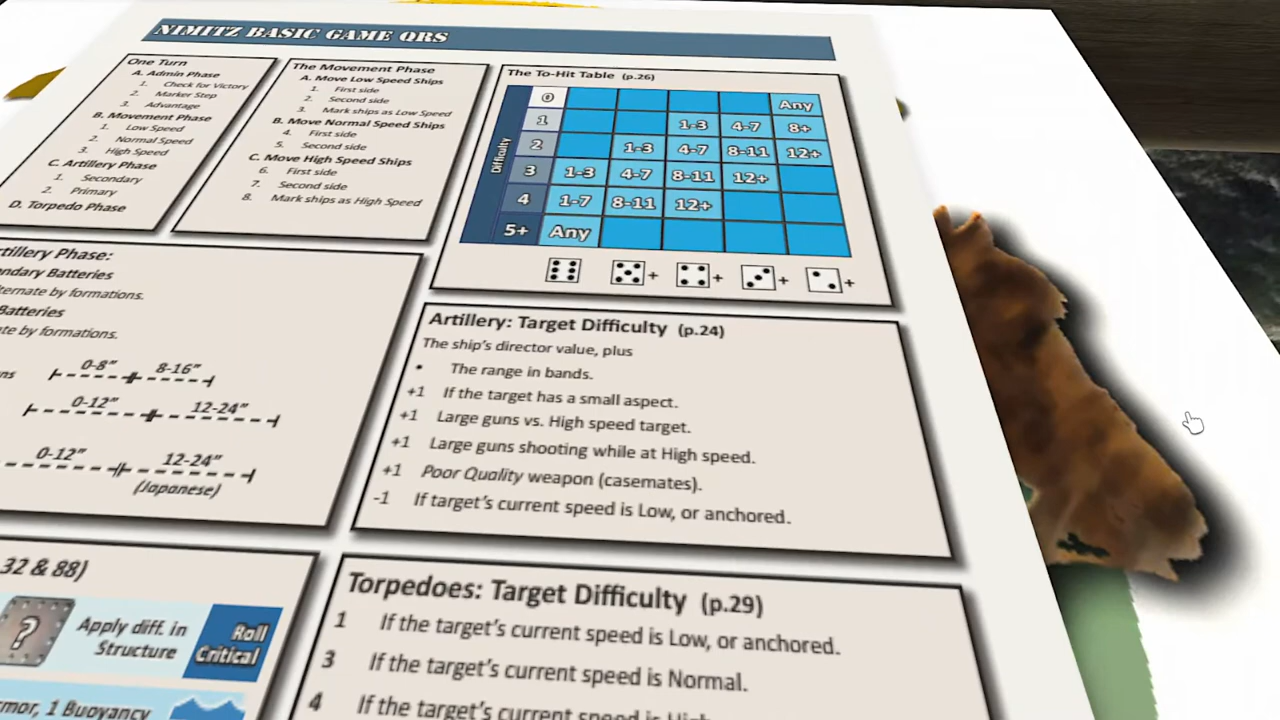 NIMITZ BASIC GAME QRS
One Turn
A. Admin Phase
1. Check for Victory
2. Marker Step
3. Advantage
B. Movement Phase
1. Low Speed
2. Normal Speed
3. High Speed
C. Artillery Phase
1. Secondary
2. Primary
D. Torpedo Phase
The Movement Phase
A. Move Low Speed Ships
1. First side
2. Second side
3. Mark ships as Low Speed
B. Move Normal Speed Ships
4. First side
5. Second side
C. Move High Speed Ships
6. First side
7. Second side
8. Mark ships as High Speed
The To-Hit Table (p.26)
Difficulty
0 Any
1 1-3 4-7 8+
2 1-3 4-7 8-11 12+
3 1-3 4-7 8-11 12+
4 1-7 8-11 12+
5+ Any
+ + + +
tillery Phase:
ndary Batteries
ternate by formations.
Batteries
te by formations.
ns
0-8" 8-16"
0-12" 12-24"
0-12" 12-24"
(Japanese)
Artillery: Target Difficulty (p.24)
The ship's director value, plus
• The range in bands.
+1 If the target has a small aspect.
+1 Large guns vs. High speed target.
+1 Large guns shooting while at High speed.
+1 Poor Quality weapon (casemates).
-1 If target's current speed is Low, or anchored.
32 & 88)
?
Apply diff. in
Structure
Roll
Critical
mor, 1 Buoyancy
Torpedoes: Target Difficulty (p.29)
1 If the target's current speed is Low, or anchored.
3 If the target's current speed is Normal.
4 If the target's current speed is High.